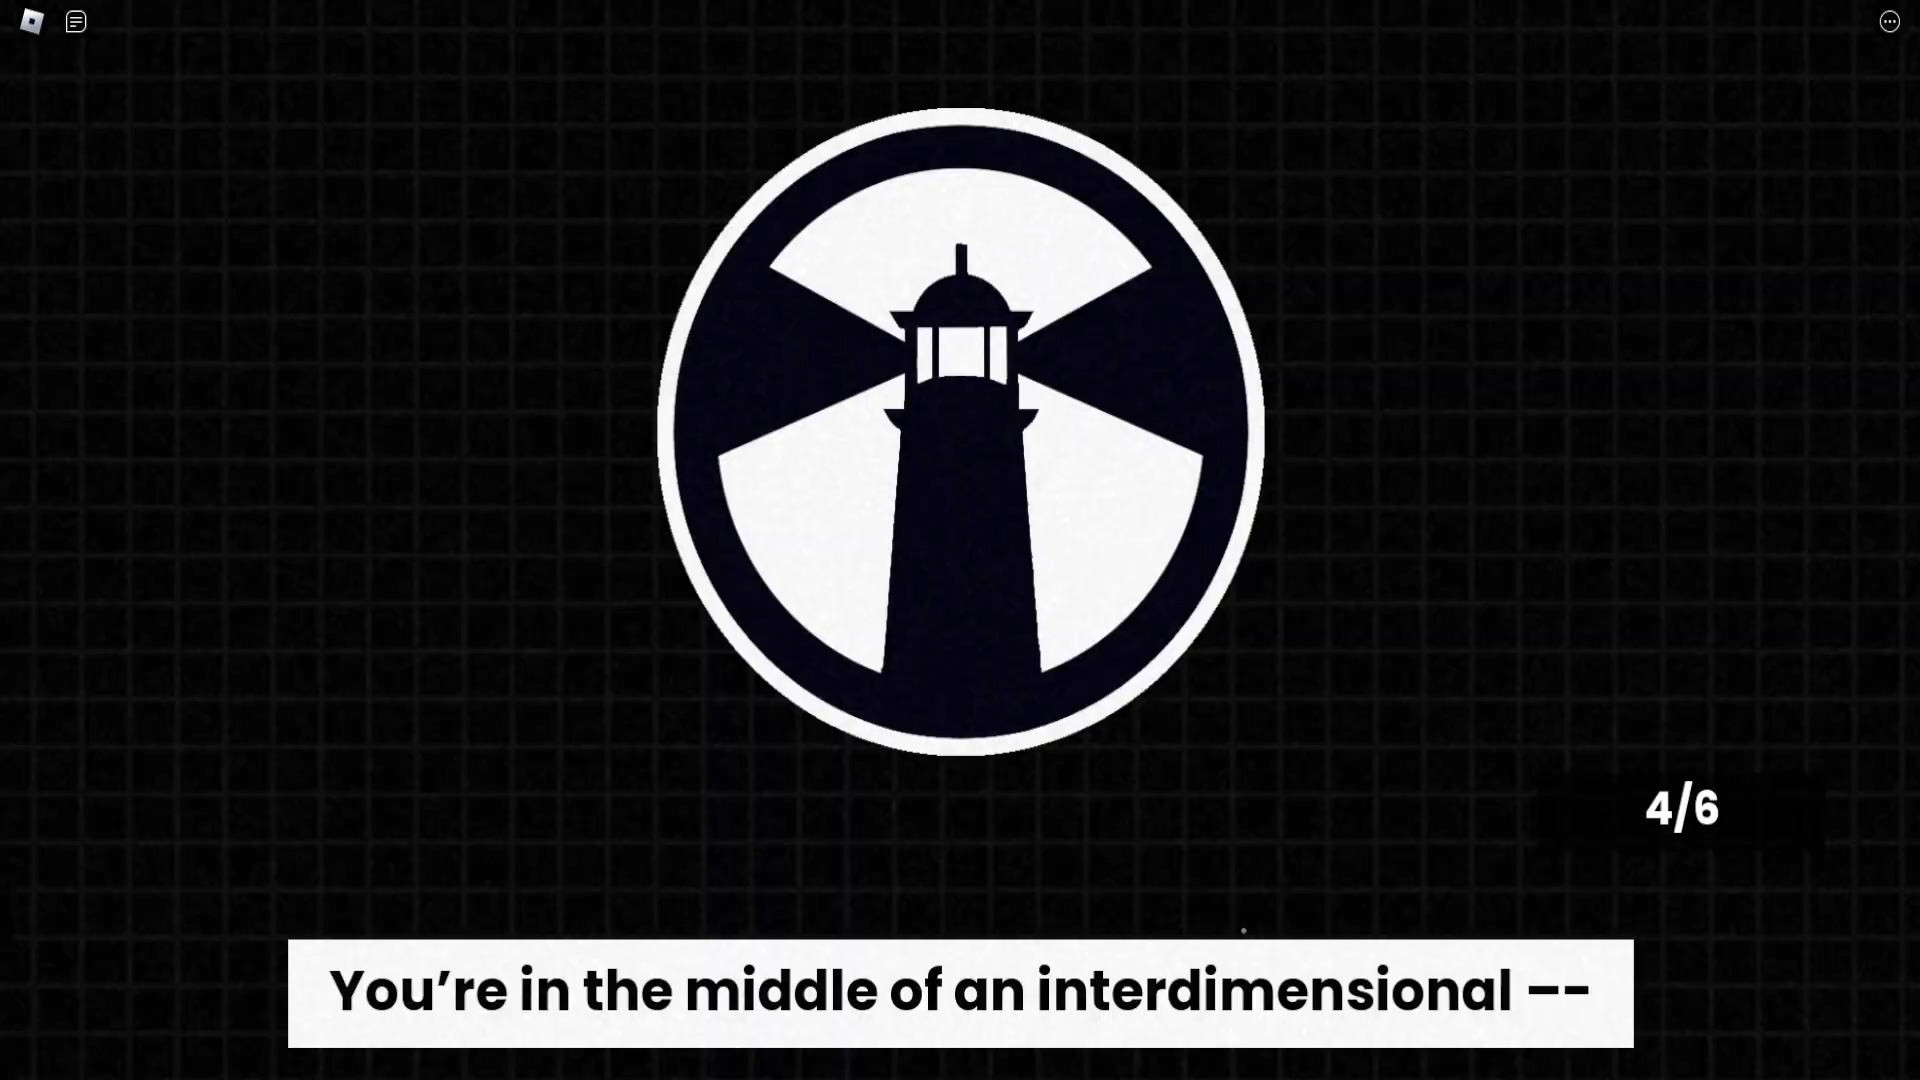 4/6
You’re in the middle of an interdimensional --